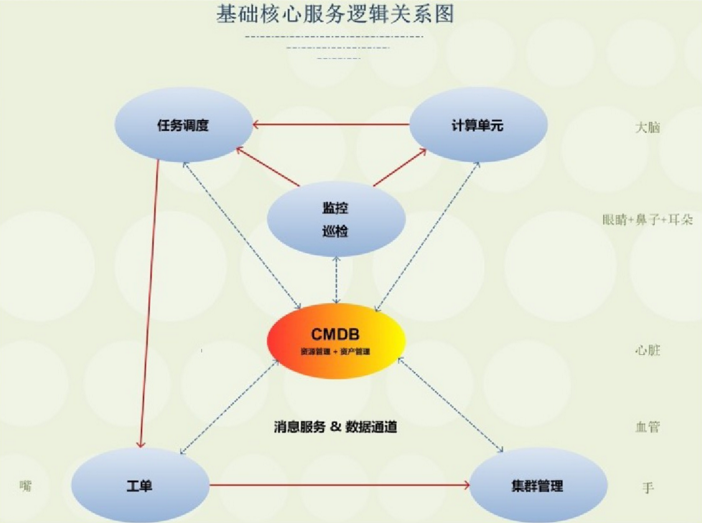 基础核心服务逻辑关系图
任务调度
计算单元
大脑
监控
巡检
眼睛+鼻子+耳朵
CMDB
资源管理 + 资产管理
心脏
消息服务 & 数据通道
血管
嘴
工单
集群管理
手